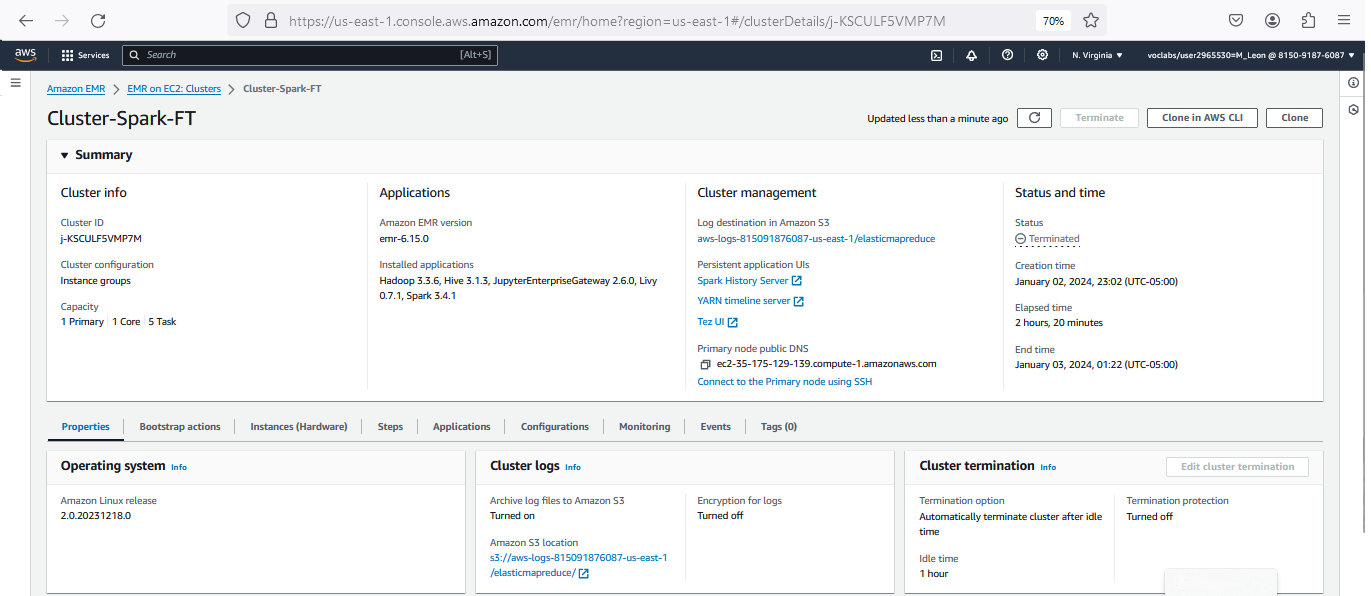 https://us-east-1.console.aws.amazon.com/emr/home?region=us-east-1#/clusterDetails/j-KSCULF5VMP7M
70%
aws
Services
Search
[Alt+S]
N. Virginia
voclabs/user2965530=M_Leon @ 8150-9187-6087
Amazon EMR
EMR on EC2: Clusters
Cluster-Spark-FT
Cluster-Spark-FT
Updated less than a minute ago
Terminate
Clone in AWS CLI
Clone
Summary
Cluster info
Cluster ID
j-KSCULF5VMP7M
Cluster configuration
Instance groups
Capacity
1 Primary
1 Core
5 Task
Applications
Amazon EMR version
emr-6.15.0
Installed applications
Hadoop 3.3.6, Hive 3.1.3, JupyterEnterpriseGateway 2.6.0, Livy
0.7.1, Spark 3.4.1
Cluster management
Log destination in Amazon S3
aws-logs-815091876087-us-east-1/elasticmapreduce
Persistent application UIs
Spark History Server
YARN timeline server
Tez UI
Primary node public DNS
ec2-35-175-129-139.compute-1.amazonaws.com
Connect to the Primary node using SSH
Status and time
Status
Terminated
Creation time
January 02, 2024, 23:02 (UTC-05:00)
Elapsed time
2 hours, 20 minutes
End time
January 03, 2024, 01:22 (UTC-05:00)
Properties
Bootstrap actions
Instances (Hardware)
Steps
Applications
Configurations
Monitoring
Events
Tags (0)
Operating system
Info
Amazon Linux release
2.0.20231218.0
Cluster logs
Info
Archive log files to Amazon S3
Turned on
Amazon S3 location
s3://aws-logs-815091876087-us-east-1
/elasticmapreduce/
Encryption for logs
Turned off
Cluster termination
Info
Edit cluster termination
Termination option
Automatically terminate cluster after idle
time
Idle time
1 hour
Termination protection
Turned off